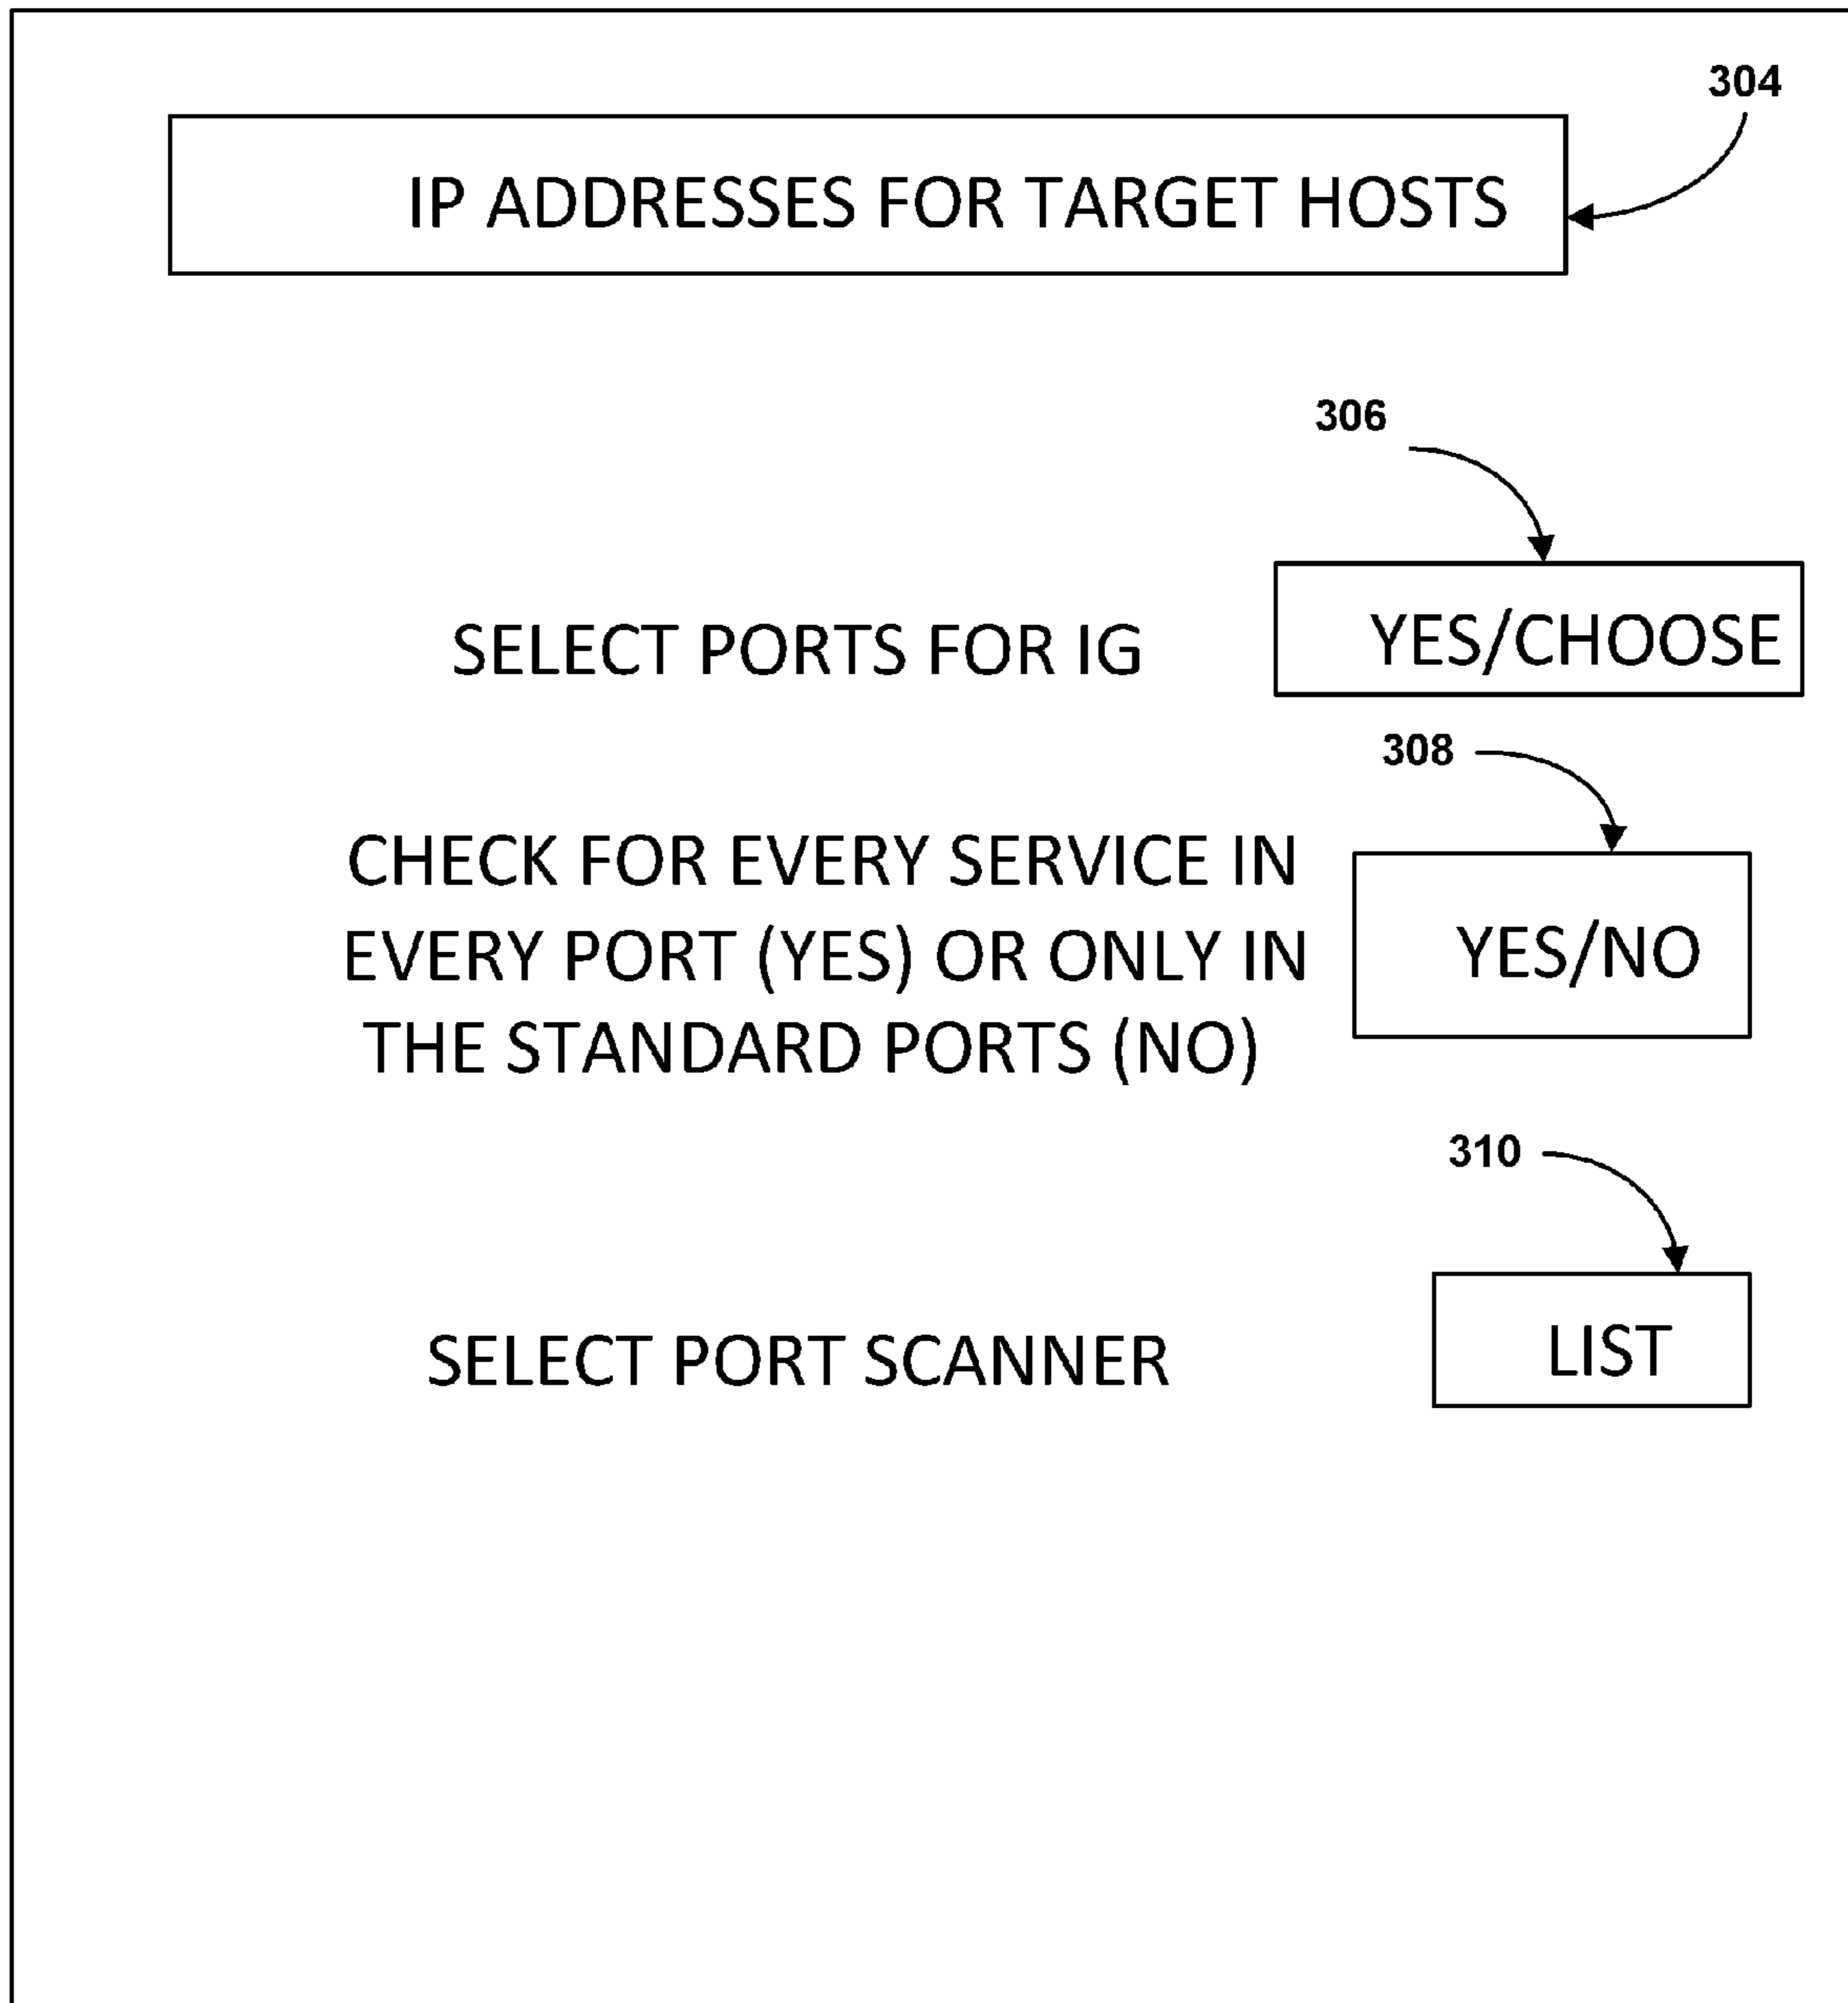 304
IP ADDRESSES FOR TARGET HOSTS
306
SELECT PORTS FOR IG
YES/CHOOSE
308
CHECK FOR EVERY SERVICE IN
EVERY PORT (YES) OR ONLY IN
THE STANDARD PORTS (NO)
YES/NO
310
SELECT PORT SCANNER
LIST